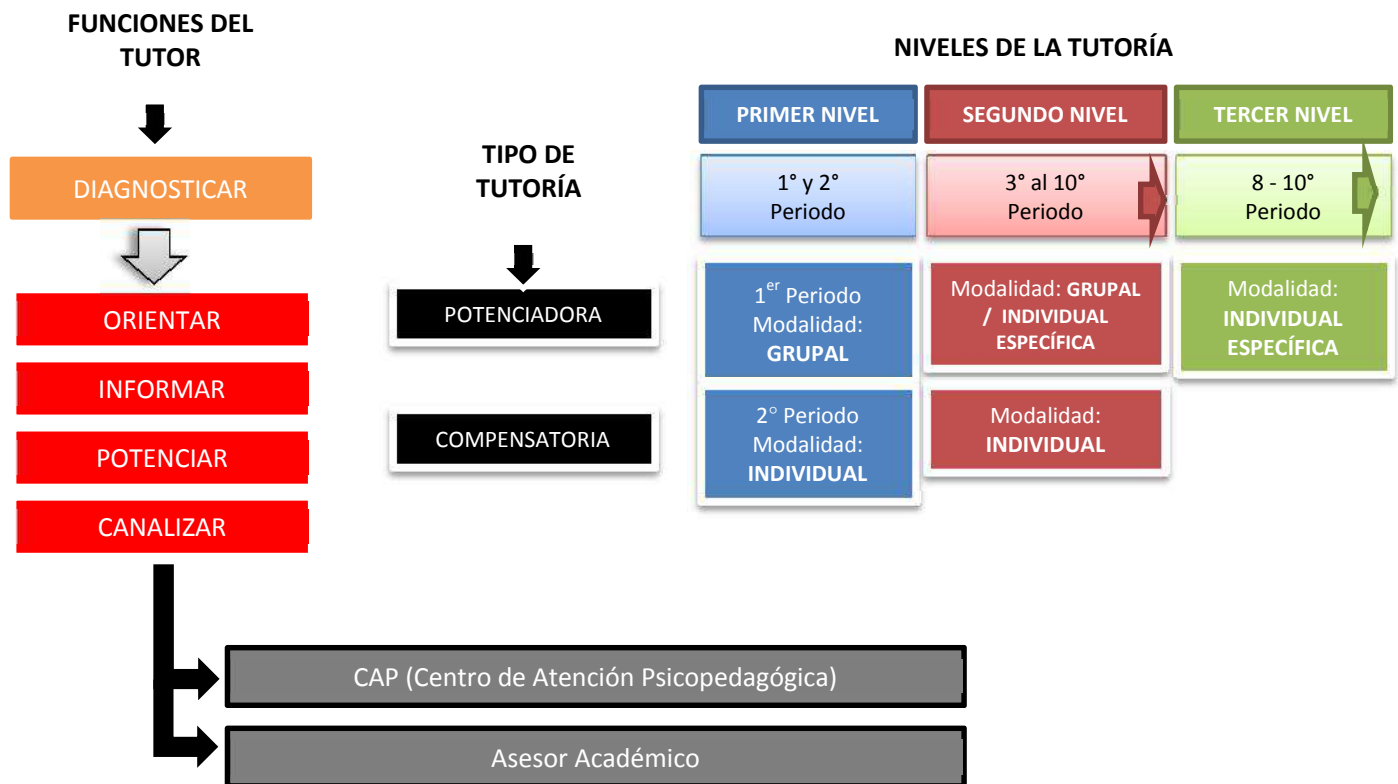 FUNCIONES DEL
TUTOR
DIAGNOSTICAR
ORIENTAR
INFORMAR
POTENCIAR
CANALIZAR
TIPO DE
TUTORÍA
POTENCIADORA
COMPENSATORIA
NIVELES DE LA TUTORÍA
PRIMER NIVEL
1° y 2°
Periodo
1er Periodo
Modalidad:
GRUPAL
2° Periodo
Modalidad:
INDIVIDUAL
SEGUNDO NIVEL
3° al 10°
Periodo
Modalidad: GRUPAL
/ INDIVIDUAL
ESPECÍFICA
Modalidad:
INDIVIDUAL
TERCER NIVEL
8 - 10°
Periodo
Modalidad:
INDIVIDUAL
ESPECÍFICA
CAP (Centro de Atención Psicopedagógica)
Asesor Académico